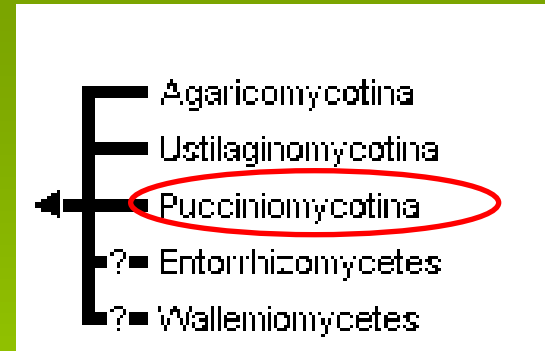 Agaricomycotina
Ustilaginomycotina
Pucciniomycotina
? Entorrhizomycetes
? Wallemiomycetes